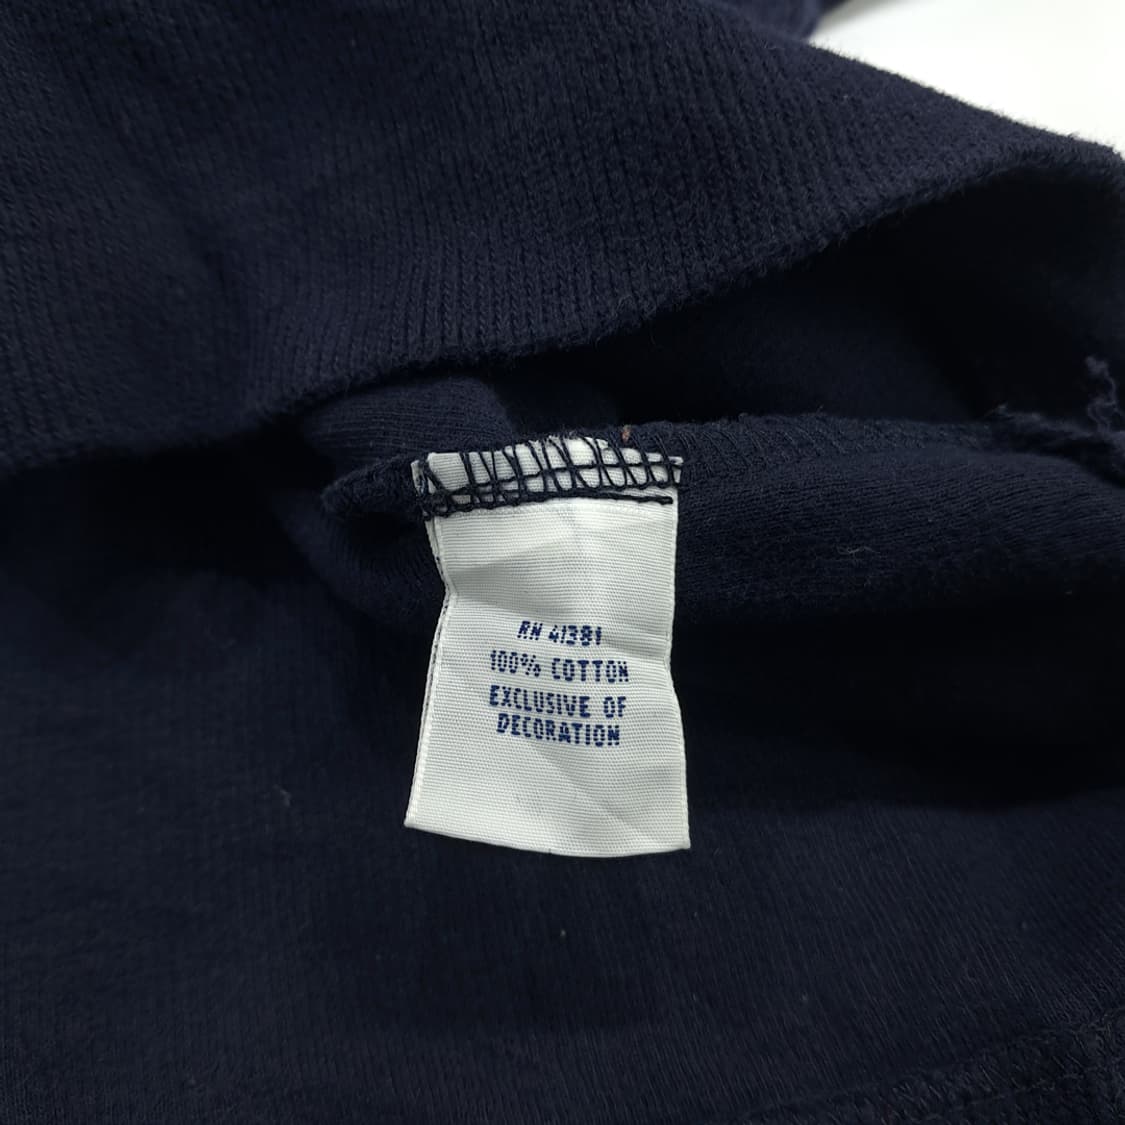 RN 41381
100% COTTON
EXCLUSIVE OF
DECORATION